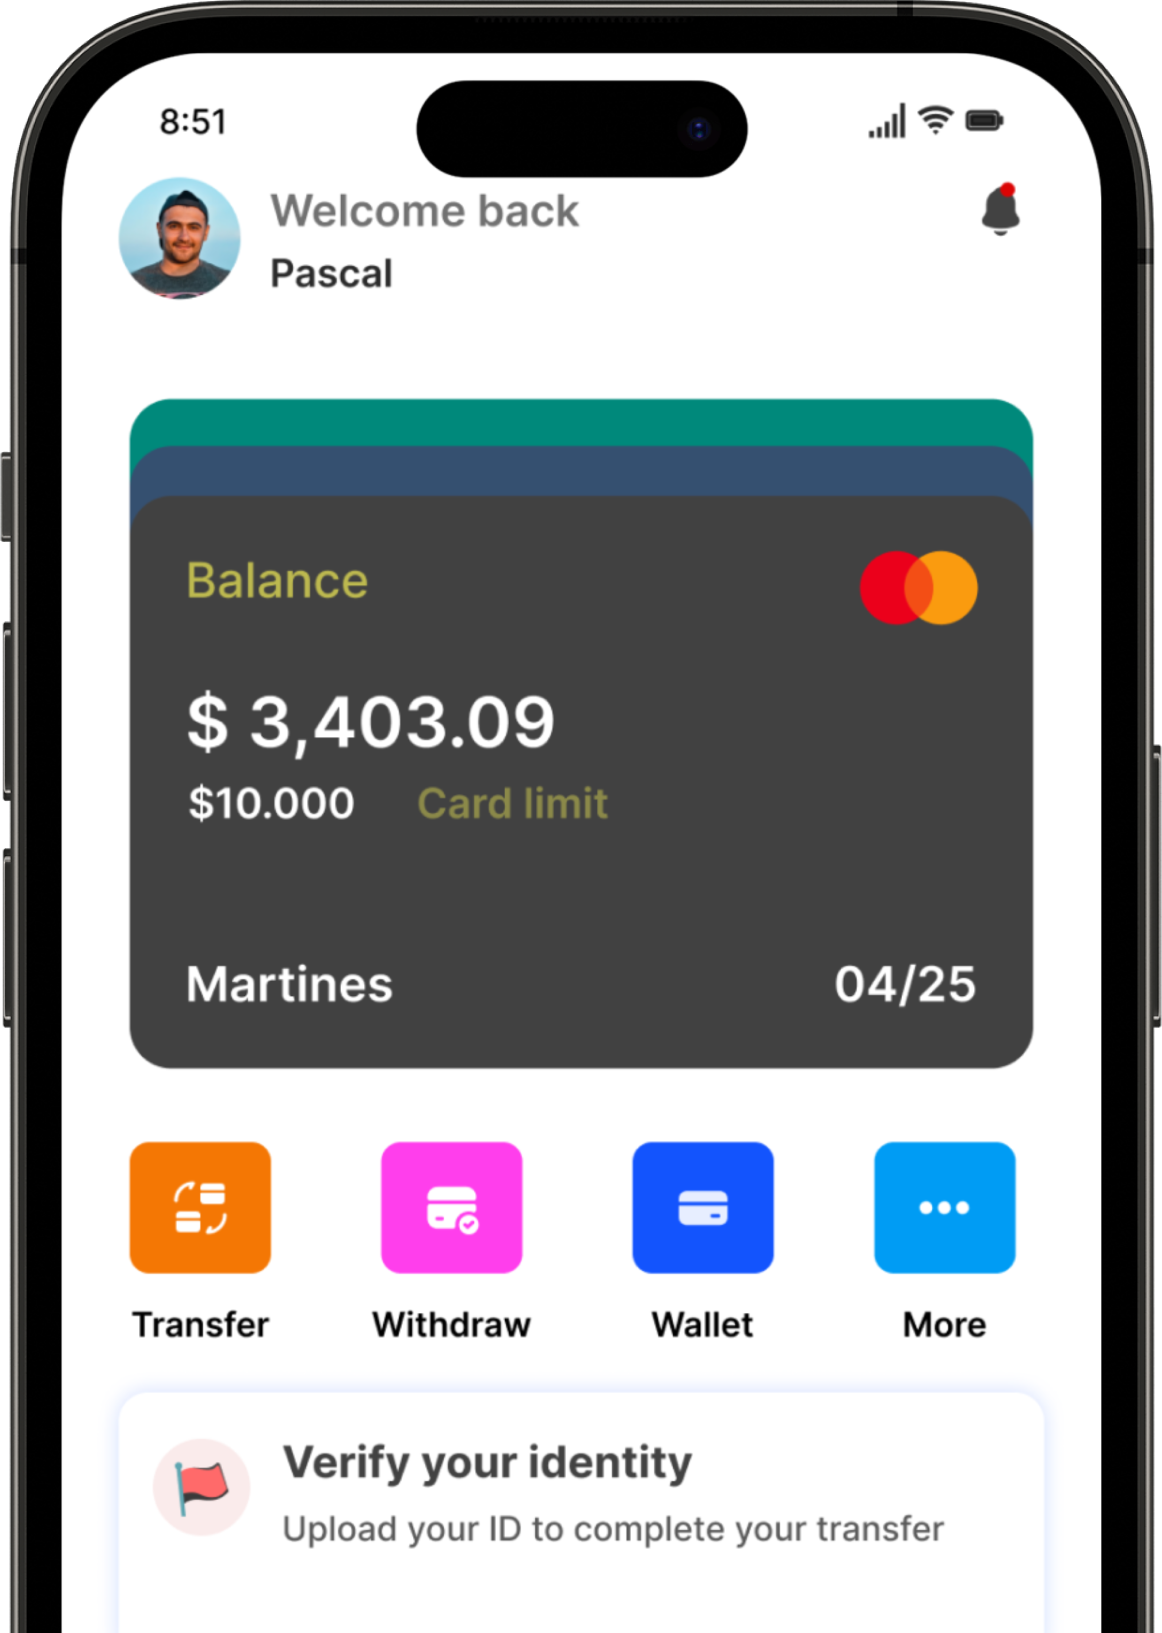 8:51
Welcome back
Pascal
Balance
$ 3,403.09
$10.000 Card limit
Martines 04/25
Transfer Withdraw Wallet More
Verify your identity
Upload your ID to complete your transfer